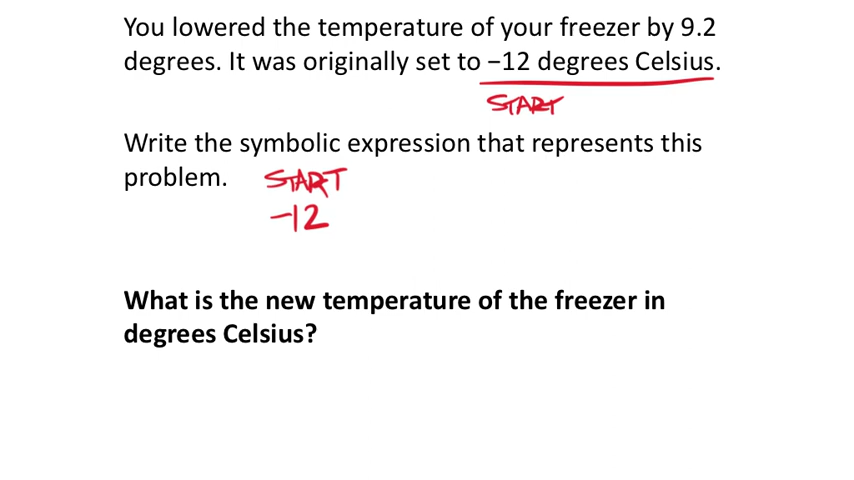 You lowered the temperature of your freezer by 9.2
degrees. It was originally set to −12 degrees Celsius.
START
Write the symbolic expression that represents this
problem.
START
−12
What is the new temperature of the freezer in
degrees Celsius?